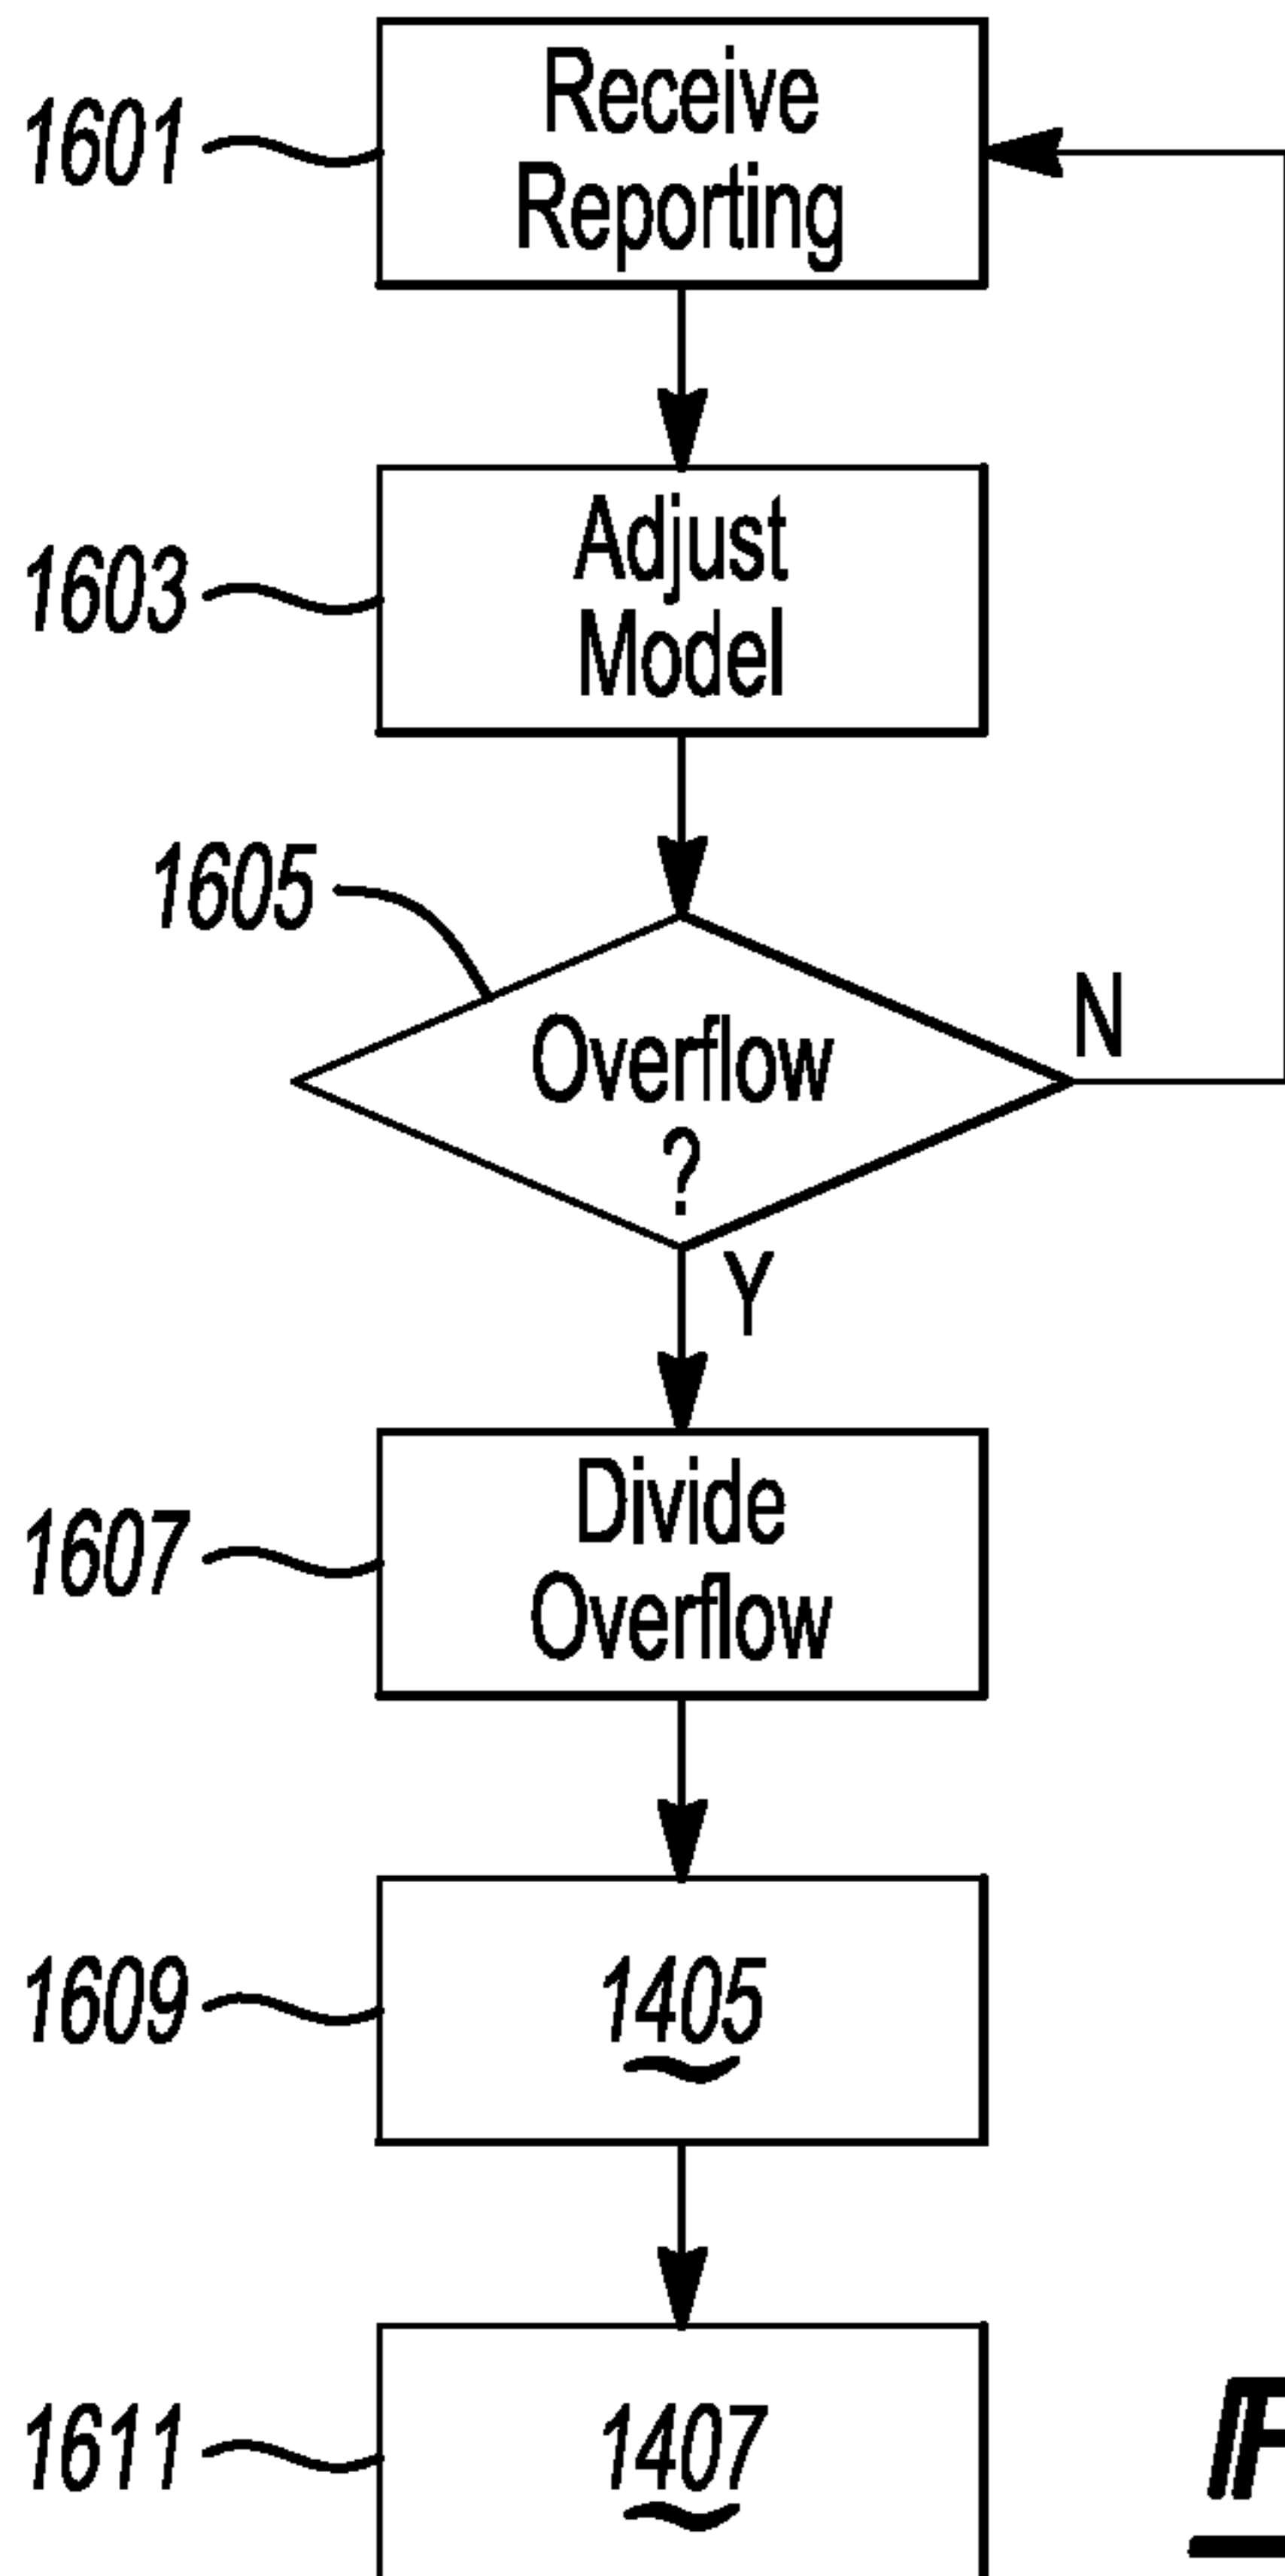 1601
Receive
Reporting
1603
Adjust
Model
1605
Overflow
?
N
Y
1607
Divide
Overflow
1609
1405
1611
1407